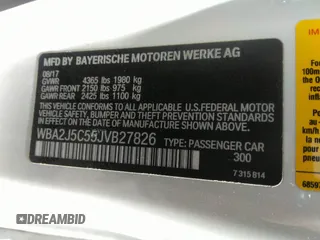 MFD BY BAYERISCHE MOTOREN WERKE AG
08/17
GVWR 4365 lbs 1980 kg
GAWR FRONT 2150 lbs 975 kg
GAWR REAR 2425 lbs 1100 kg
THIS VEHICLE CONFORMS TO ALL
APPLICABLE U.S. FEDERAL MOTOR VEHICLE SAFETY,
BUMPER, AND THEFT PREVENTION STANDARDS IN
EFFECT ON THE DATE OF MANUFACTURE SHOWN ABOVE.
WBA2J5C55JVB27826 TYPE: PASSENGER CAR
300
7 315 814
IM
100m
the O
DREAMBID